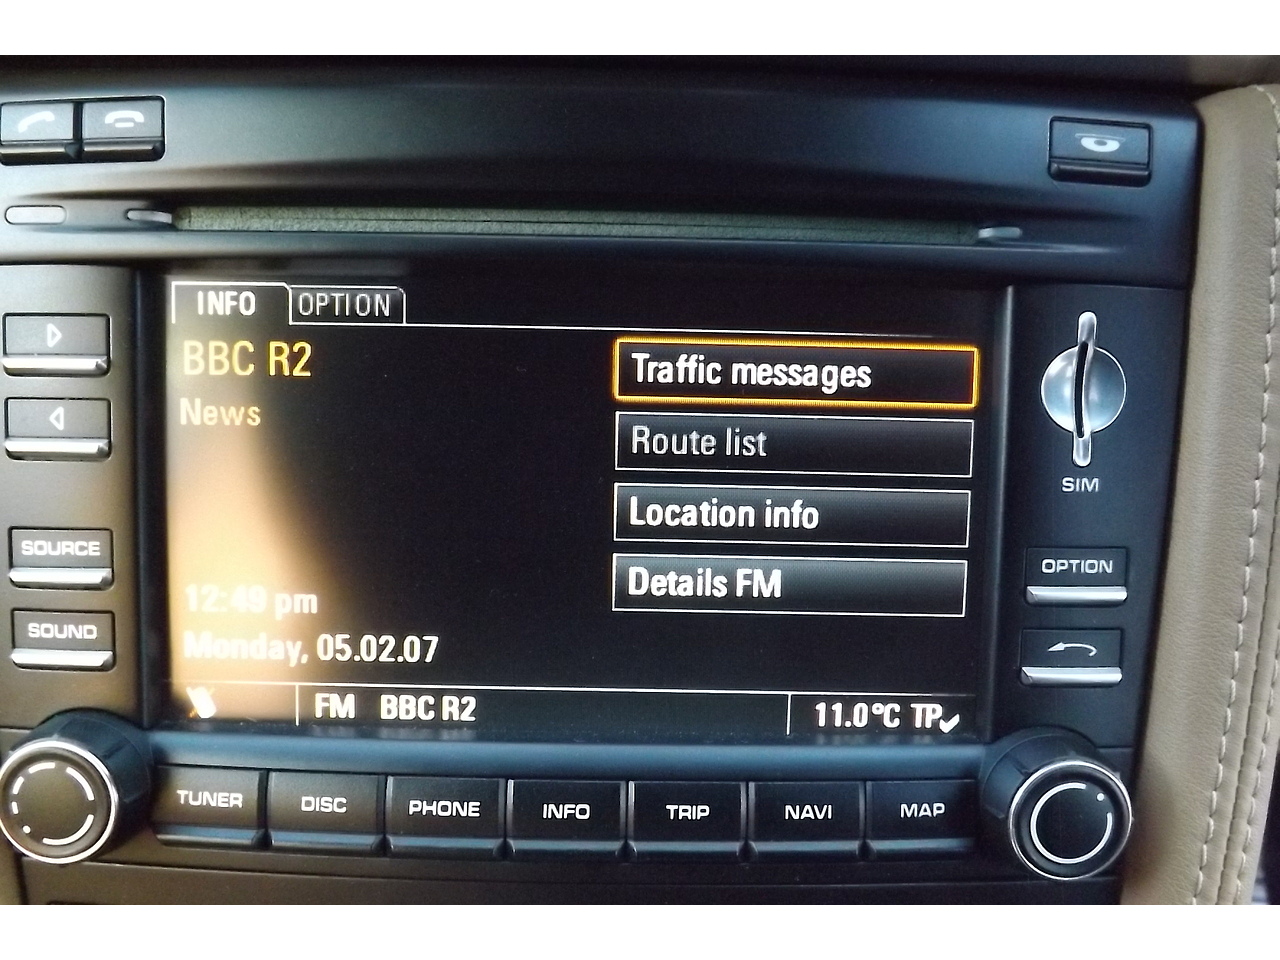 INFO OPTION
BBC R2
News
Traffic messages
Route list
Location info
Details FM
12:49 pm
Monday, 05.02.07
FM BBC R2
11.0°C TP
SIM
OPTION
SOURCE
SOUND
TUNER DISC PHONE INFO TRIP NAVI MAP